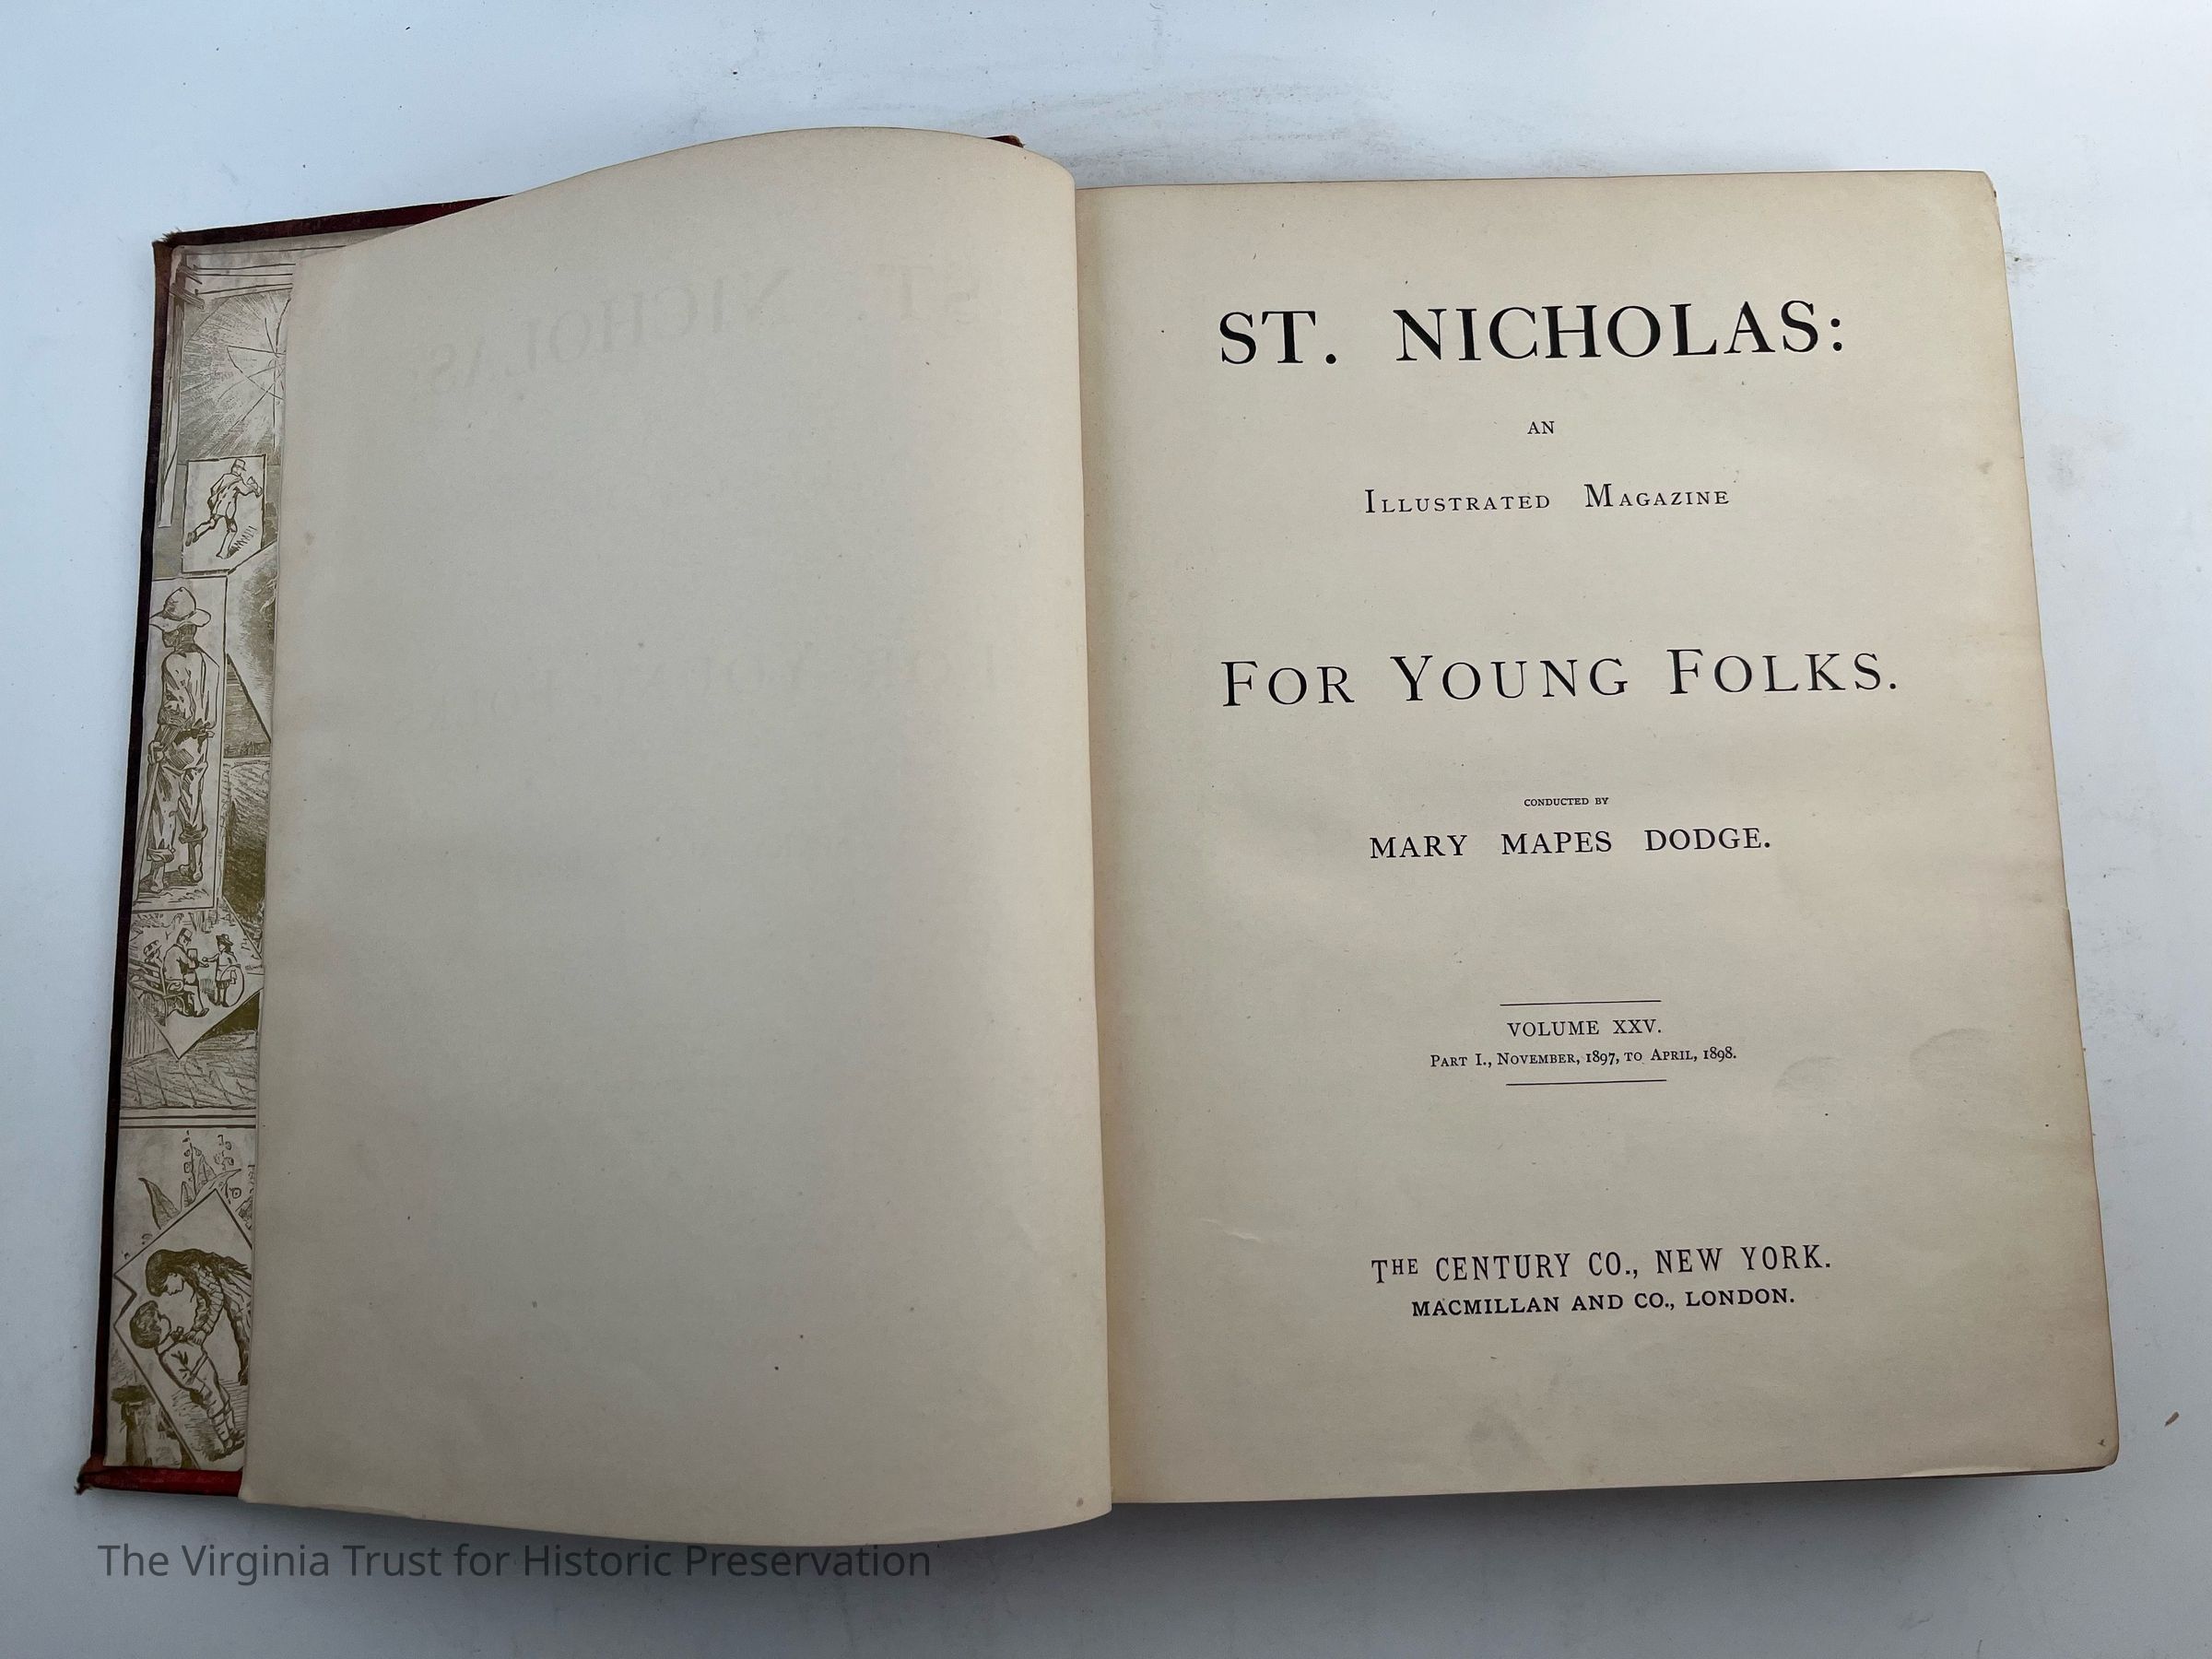 ST. NICHOLAS:
AN
ILLUSTRATED MAGAZINE
FOR YOUNG FOLKS.
CONDUCTED BY
MARY MAPES DODGE.
VOLUME XXV.
PART I., NOVEMBER, 1897, TO APRIL, 1898.
THE CENTURY CO., NEW YORK.
MACMILLAN AND CO., LONDON.
The Virginia Trust for Historic Preservation